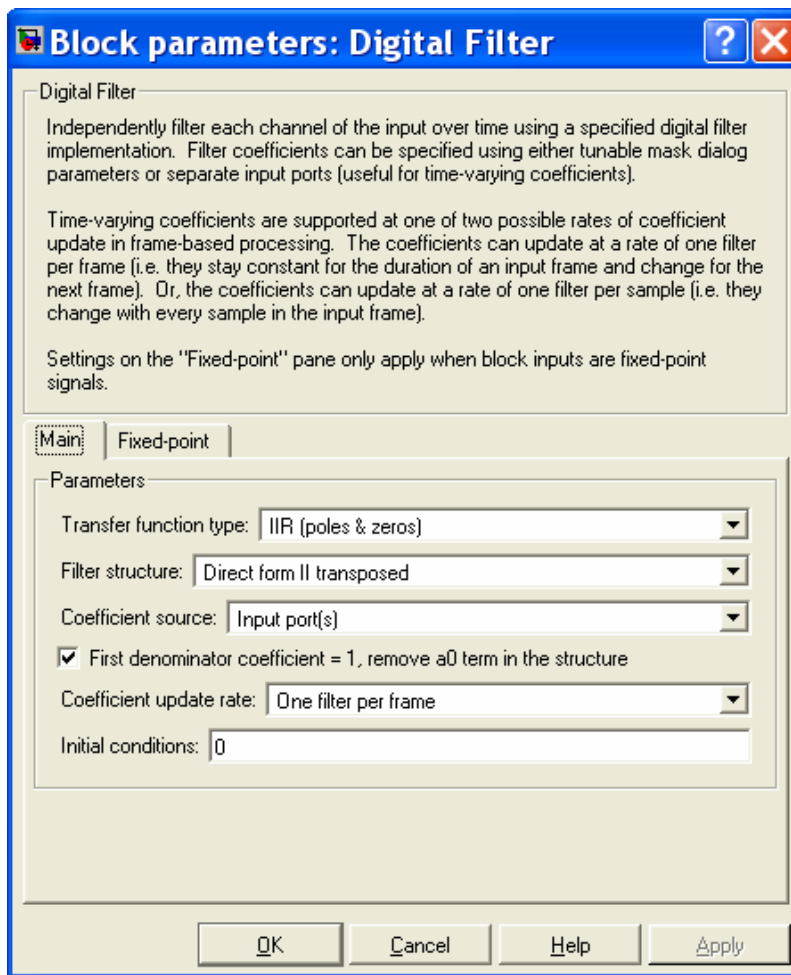 Block parameters: Digital Filter
Digital Filter
Independently filter each channel of the input over time using a specified digital filter
implementation. Filter coefficients can be specified using either tunable mask dialog
parameters or separate input ports (useful for time-varying coefficients).
Time-varying coefficients are supported at one of two possible rates of coefficient
update in frame-based processing. The coefficients can update at a rate of one filter
per frame (i.e. they stay constant for the duration of an input frame and change for the
next frame). Or, the coefficients can update at a rate of one filter per sample (i.e. they
change with every sample in the input frame).
Settings on the "Fixed-point" pane only apply when block inputs are fixed-point
signals.
Main Fixed-point
Parameters
Transfer function type: IIR (poles & zeros)
Filter structure: Direct form II transposed
Coefficient source: Input port(s)
First denominator coefficient = 1, remove a0 term in the structure
Coefficient update rate: One filter per frame
Initial conditions: 0
OK Cancel Help Apply